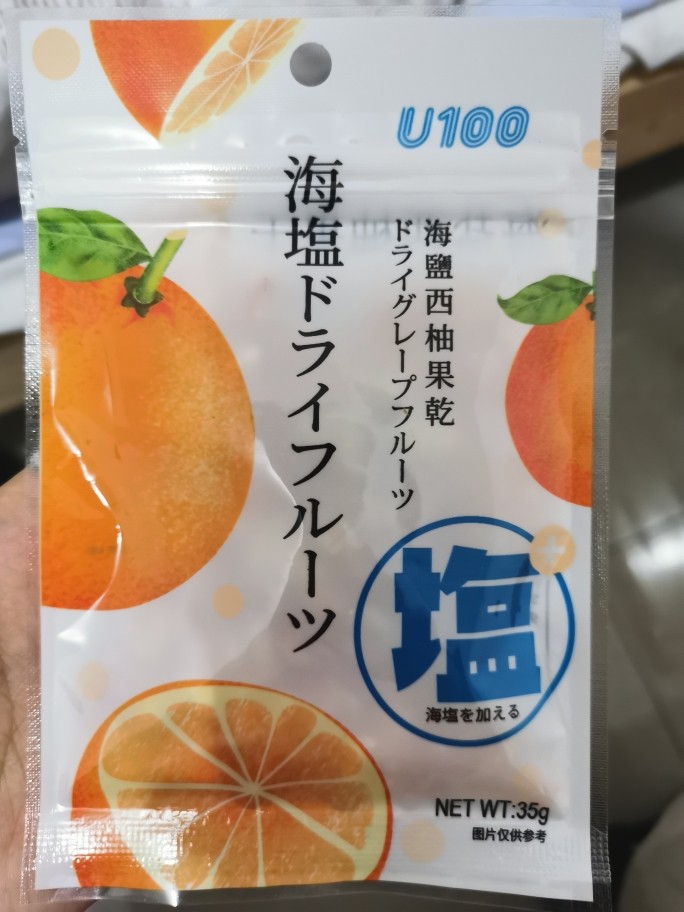 U100
海塩ドライフルーツ
海鹽西柚果乾
ドライグレープフルーツ
塩
海塩を加える
NET WT:35g
图片仅供参考